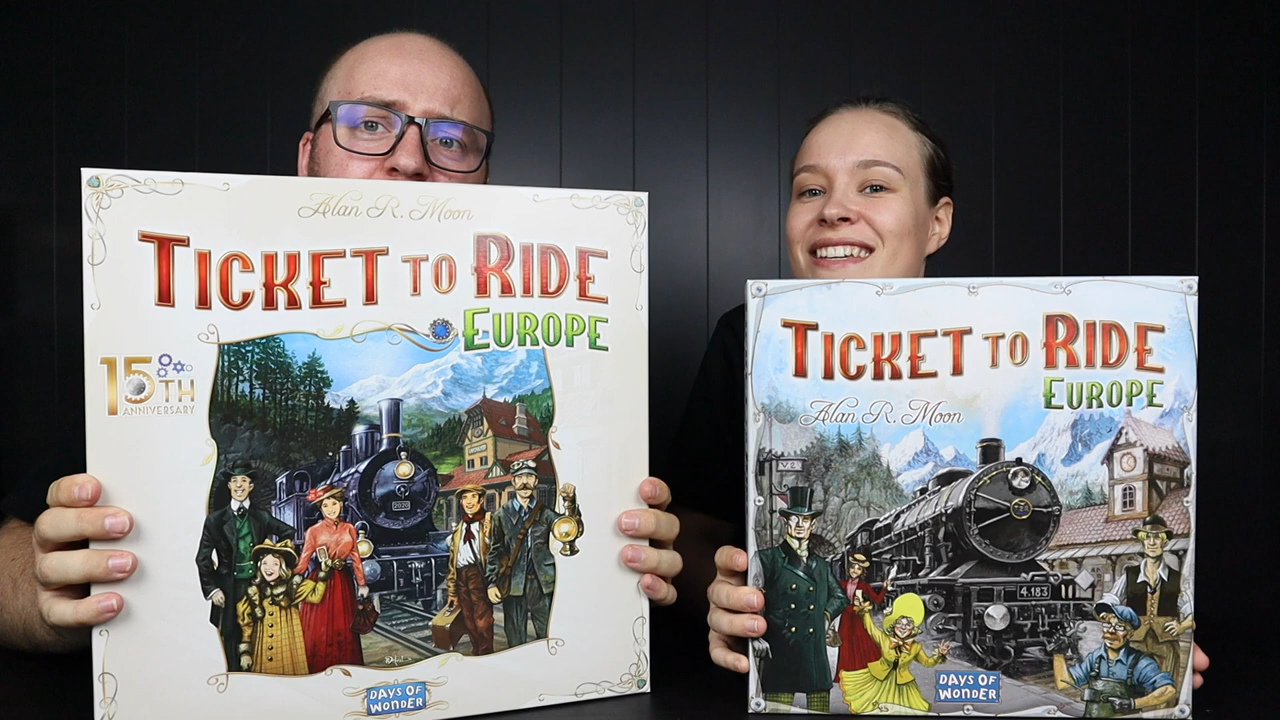 Alan R. Moon
TICKET TO RIDE
EUROPE
15TH
ANNIVERSARY
2020
DAYS OF
WONDER
TICKET TO RIDE
EUROPE
Alan R. Moon
V2
4.183
DAYS OF
WONDER